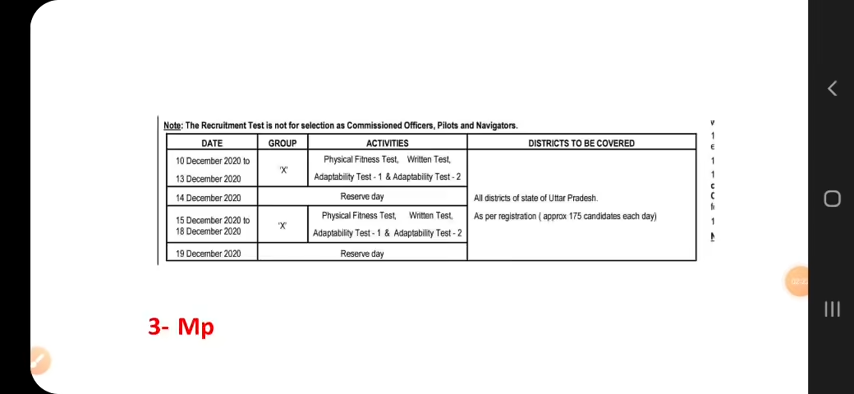 Note: The Recruitment Test is not for selection as Commissioned Officers, Pilots and Navigators.
DATE GROUP ACTIVITIES DISTRICTS TO BE COVERED
10 December 2020 to
13 December 2020
'X'
Physical Fitness Test, Written Test,
Adaptability Test - 1 & Adaptability Test - 2
14 December 2020 Reserve day
15 December 2020 to
18 December 2020
'X'
Physical Fitness Test, Written Test,
Adaptability Test - 1 & Adaptability Test - 2
19 December 2020 Reserve day
All districts of state of Uttar Pradesh.
As per registration ( approx 175 candidates each day)
3- Mp